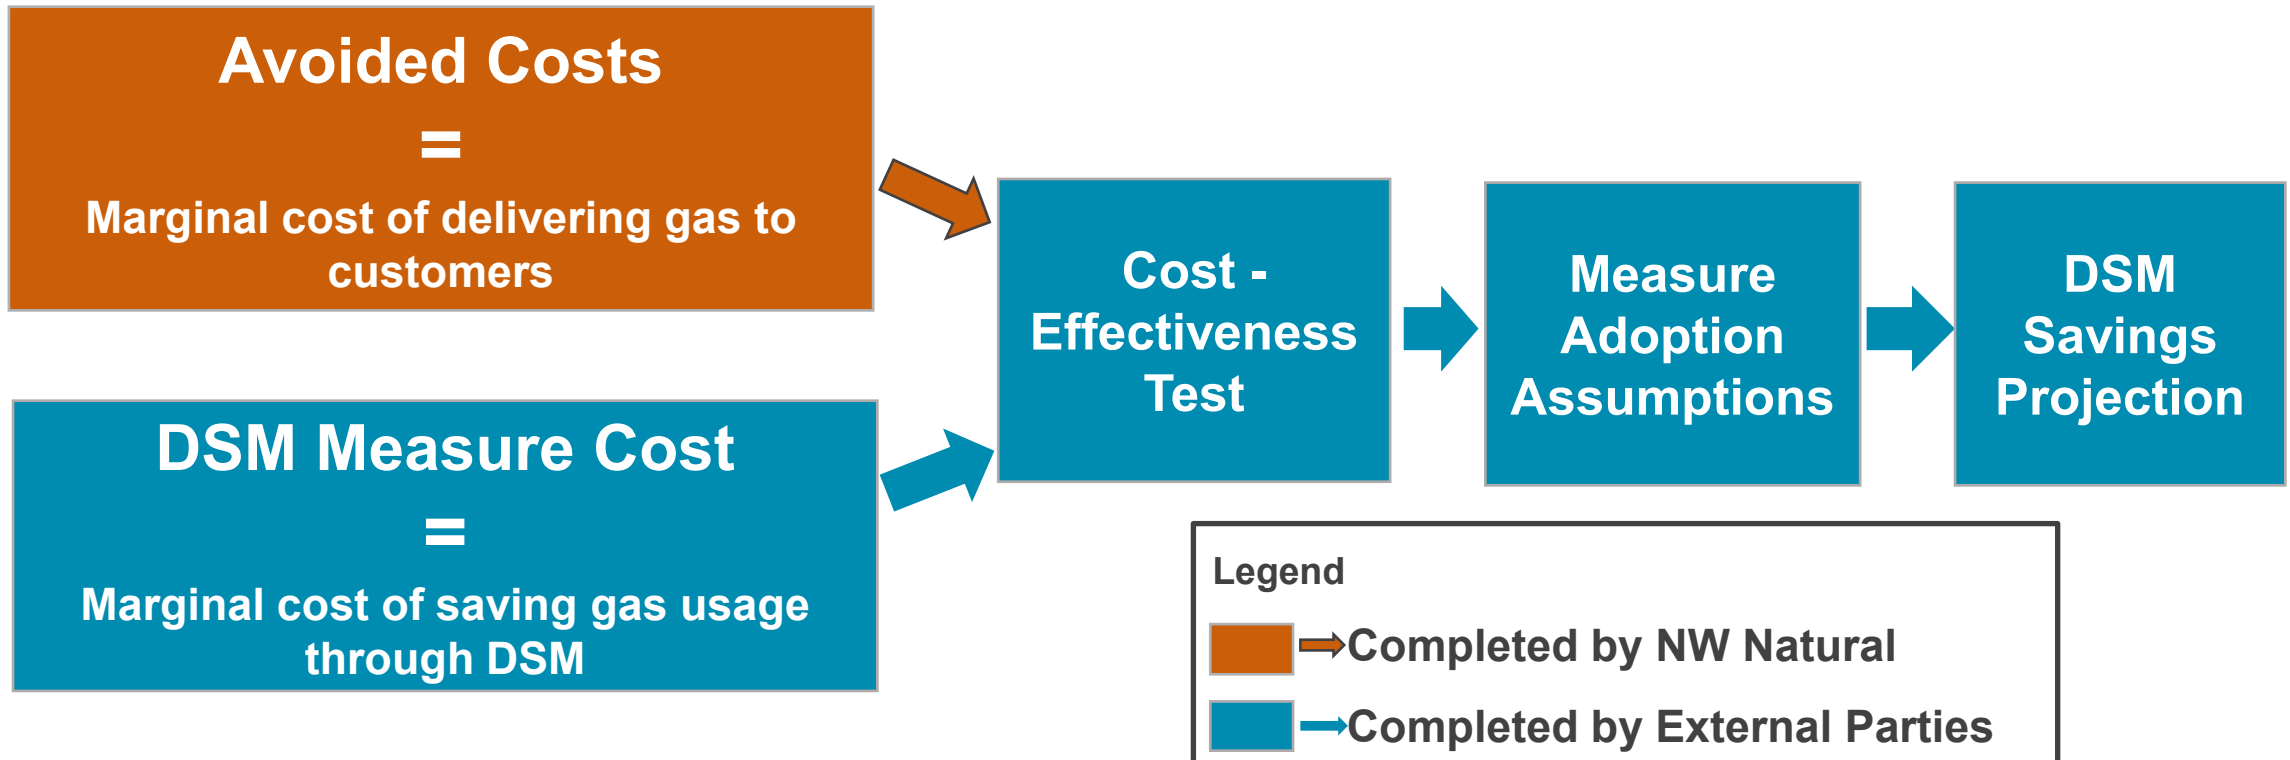 Avoided Costs
=
Marginal cost of delivering gas to
customers
DSM Measure Cost
=
Marginal cost of saving gas usage
through DSM
Cost -
Effectiveness
Test
Measure
Adoption
Assumptions
DSM
Savings
Projection
Legend
Completed by NW Natural
Completed by External Parties